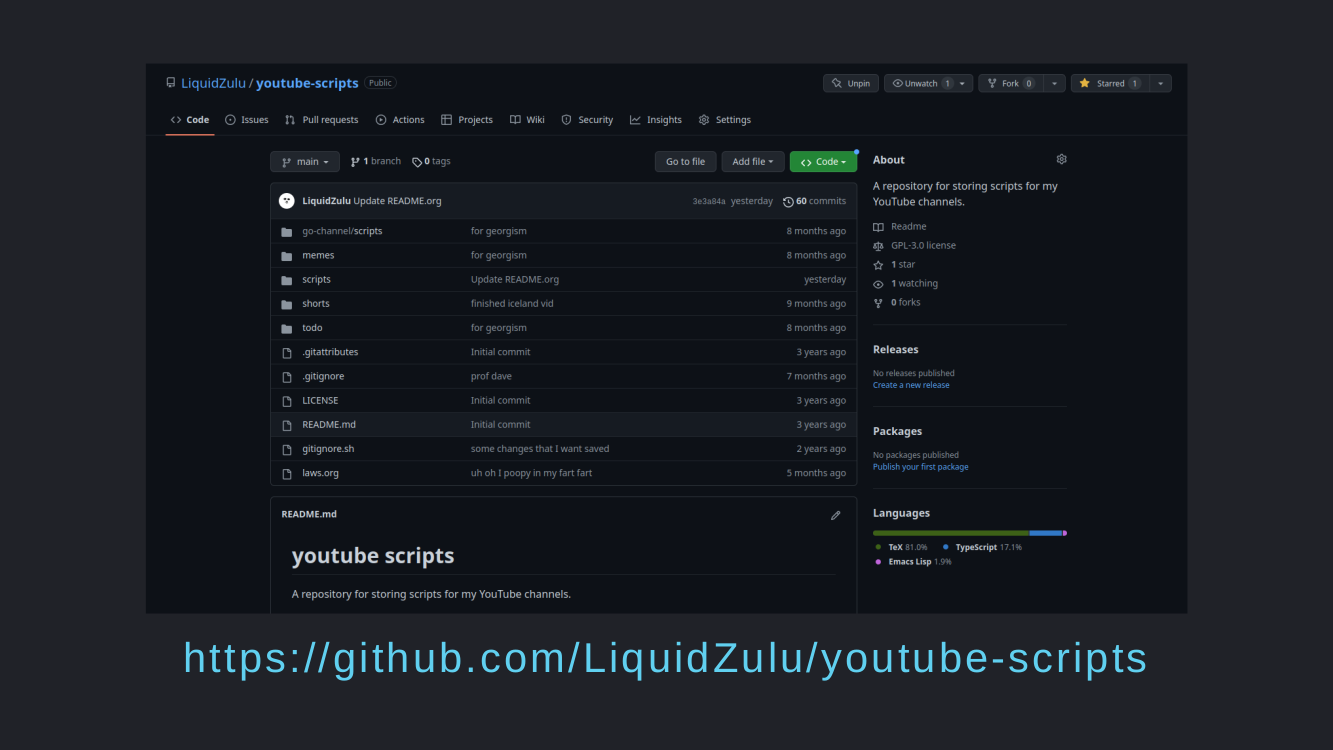 LiquidZulu / youtube-scripts Public Unpin Unwatch 1 Fork 0 Starred 1
Code Issues Pull requests Actions Projects Wiki Security Insights Settings
main 1 branch 0 tags Go to file Add file Code
LiquidZulu Update README.org 3e3a84a yesterday 60 commits
go-channel/scripts for georgism 8 months ago
memes for georgism 8 months ago
scripts Update README.org yesterday
shorts finished iceland vid 9 months ago
todo for georgism 8 months ago
.gitattributes Initial commit 3 years ago
.gitignore prof dave 7 months ago
LICENSE Initial commit 3 years ago
README.md Initial commit 3 years ago
gitignore.sh some changes that I want saved 2 years ago
laws.org uh oh I poopy in my fart fart 5 months ago
README.md
youtube scripts
A repository for storing scripts for my YouTube channels.
About
A repository for storing scripts for my
YouTube channels.
Readme
GPL-3.0 license
1 star
1 watching
0 forks
Releases
No releases published
Create a new release
Packages
No packages published
Publish your first package
Languages
TeX 81.0% TypeScript 17.1%
Emacs Lisp 1.9%
https://github.com/LiquidZulu/youtube-scripts